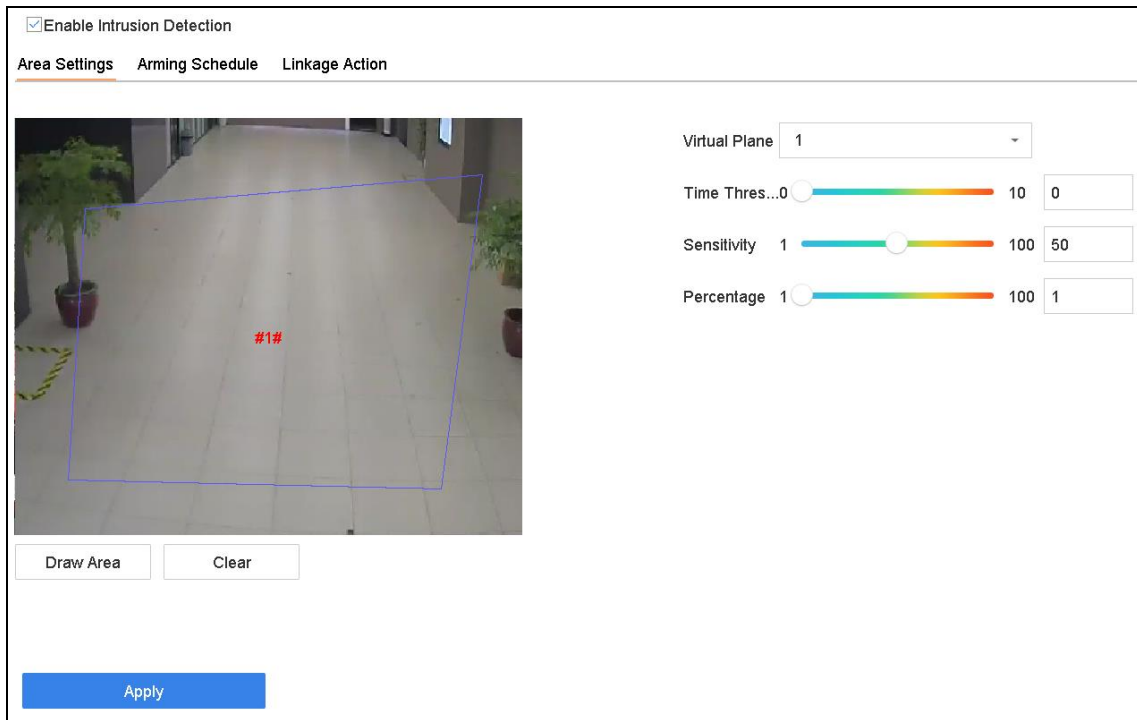 Enable Intrusion Detection
Area Settings Arming Schedule Linkage Action
Virtual Plane 1
Time Thres...0 10 0
Sensitivity 1 100 50
Percentage 1 100 1
#1#
Draw Area Clear
Apply